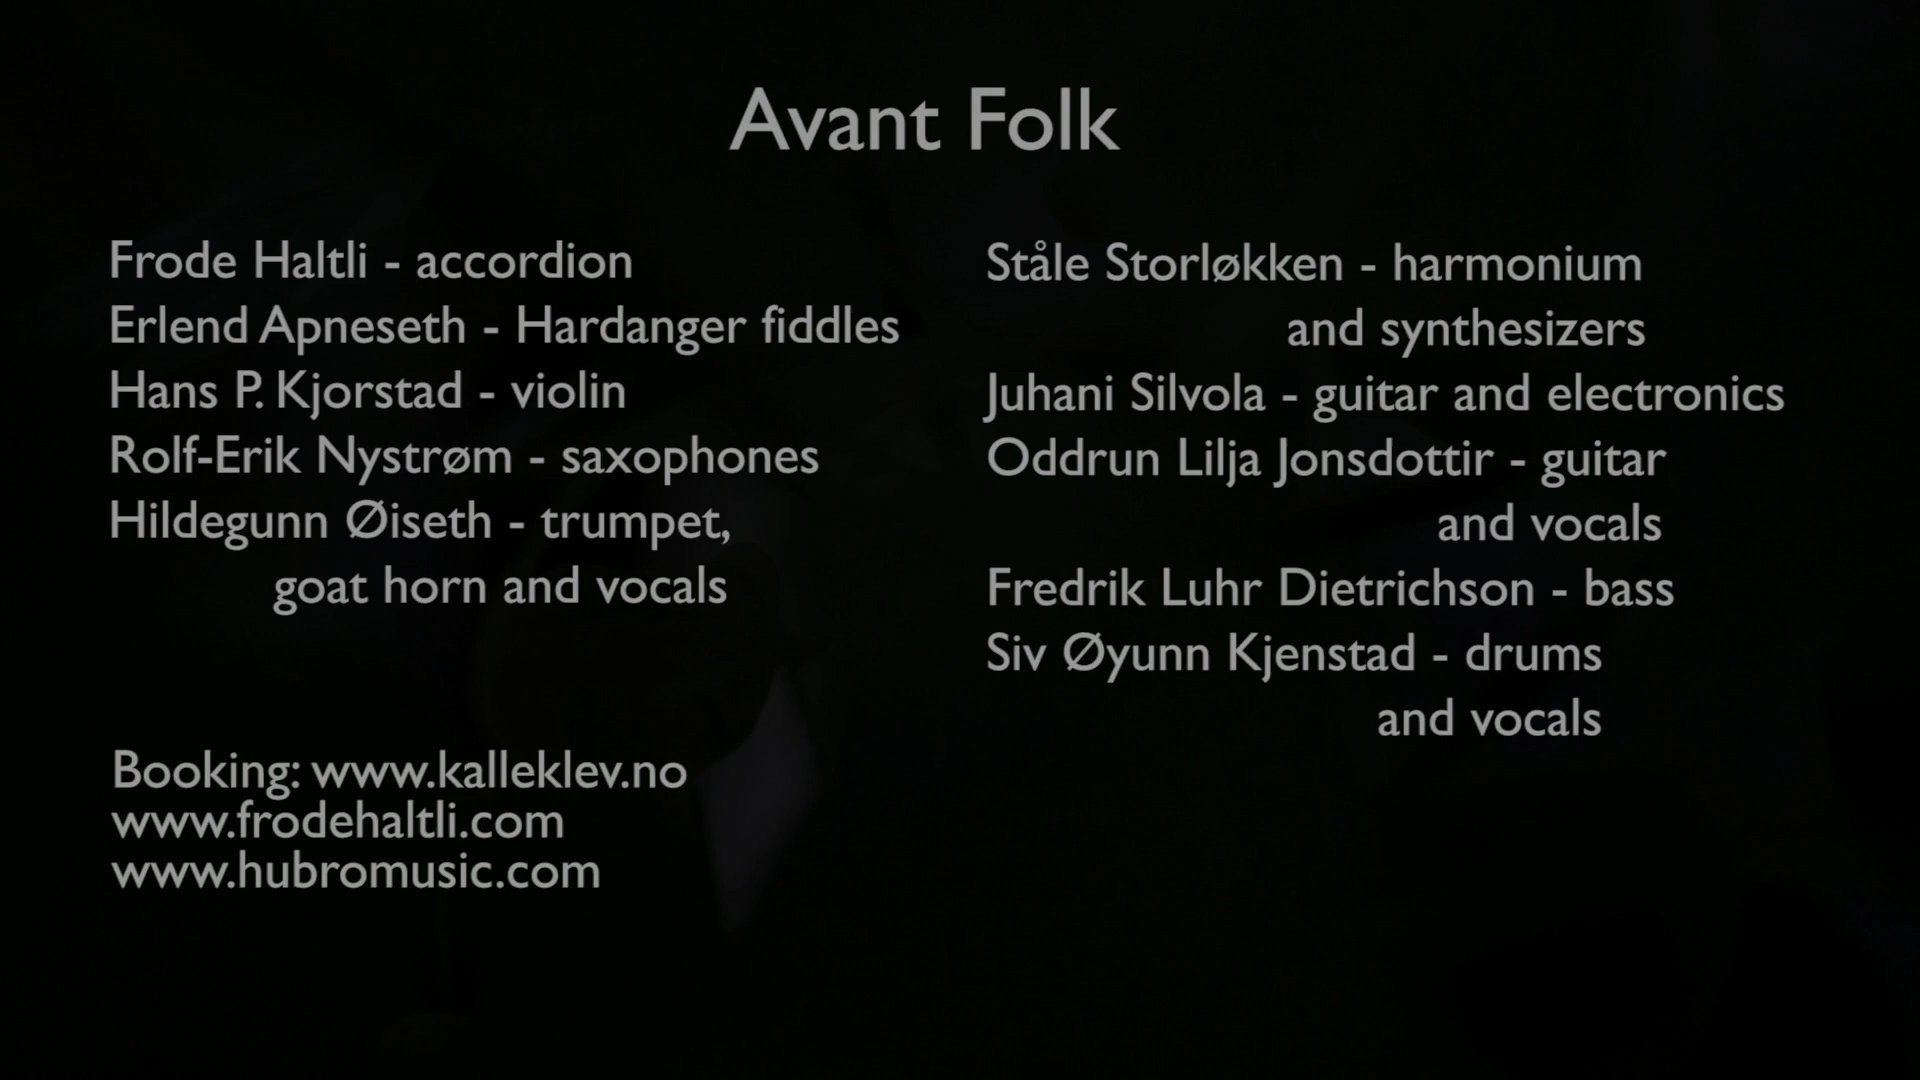 Avant Folk
Frode Haltli - accordion
Erlend Apneseth - Hardanger fiddles
Hans P. Kjorstad - violin
Rolf-Erik Nystrøm - saxophones
Hildegunn Øiseth - trumpet,
goat horn and vocals
Ståle Storløkken - harmonium
and synthesizers
Juhani Silvola - guitar and electronics
Oddrun Lilja Jonsdottir - guitar
and vocals
Fredrik Luhr Dietrichson - bass
Siv Øyunn Kjenstad - drums
and vocals
Booking: www.kalleklev.no
www.frodehaltli.com
www.hubromusic.com